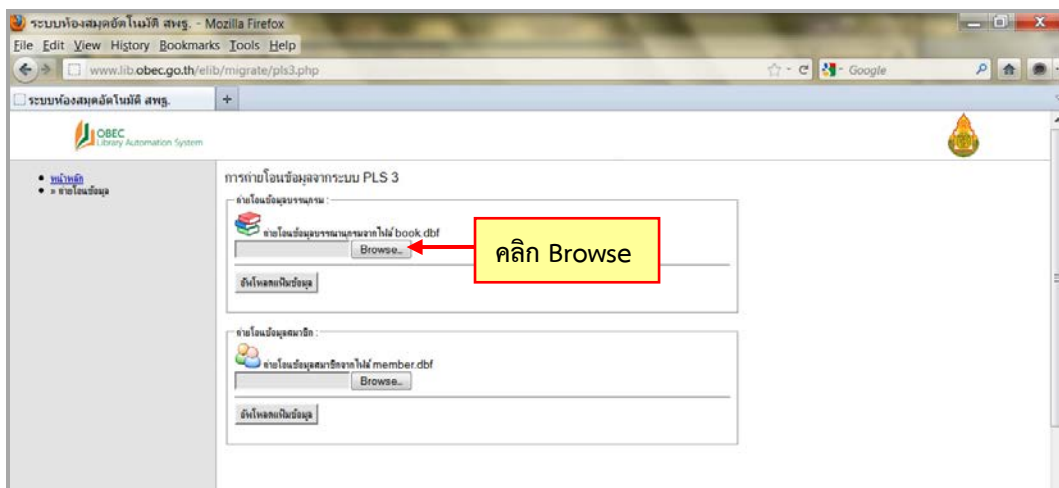 ระบบห้องสมุดอัตโนมัติ สพฐ. - Mozilla Firefox
File Edit View History Bookmarks Tools Help
www.lib.obec.go.th/elib/migrate/pls3.php
Google
ระบบห้องสมุดอัตโนมัติ สพฐ.
OBEC
Library Automation System
หน้าหลัก
» ถ่ายโอนข้อมูล
การถ่ายโอนข้อมูลจากระบบ PLS 3
ถ่ายโอนข้อมูลบรรณกรม :
ถ่ายโอนข้อมูลบรรณานุกรมจากไฟล์ book.dbf
Browse...
คลิก Browse
อัพโหลดแฟ้มข้อมูล
ถ่ายโอนข้อมูลสมาชิก :
ถ่ายโอนข้อมูลสมาชิกจากไฟล์ member.dbf
Browse...
อัพโหลดแฟ้มข้อมูล